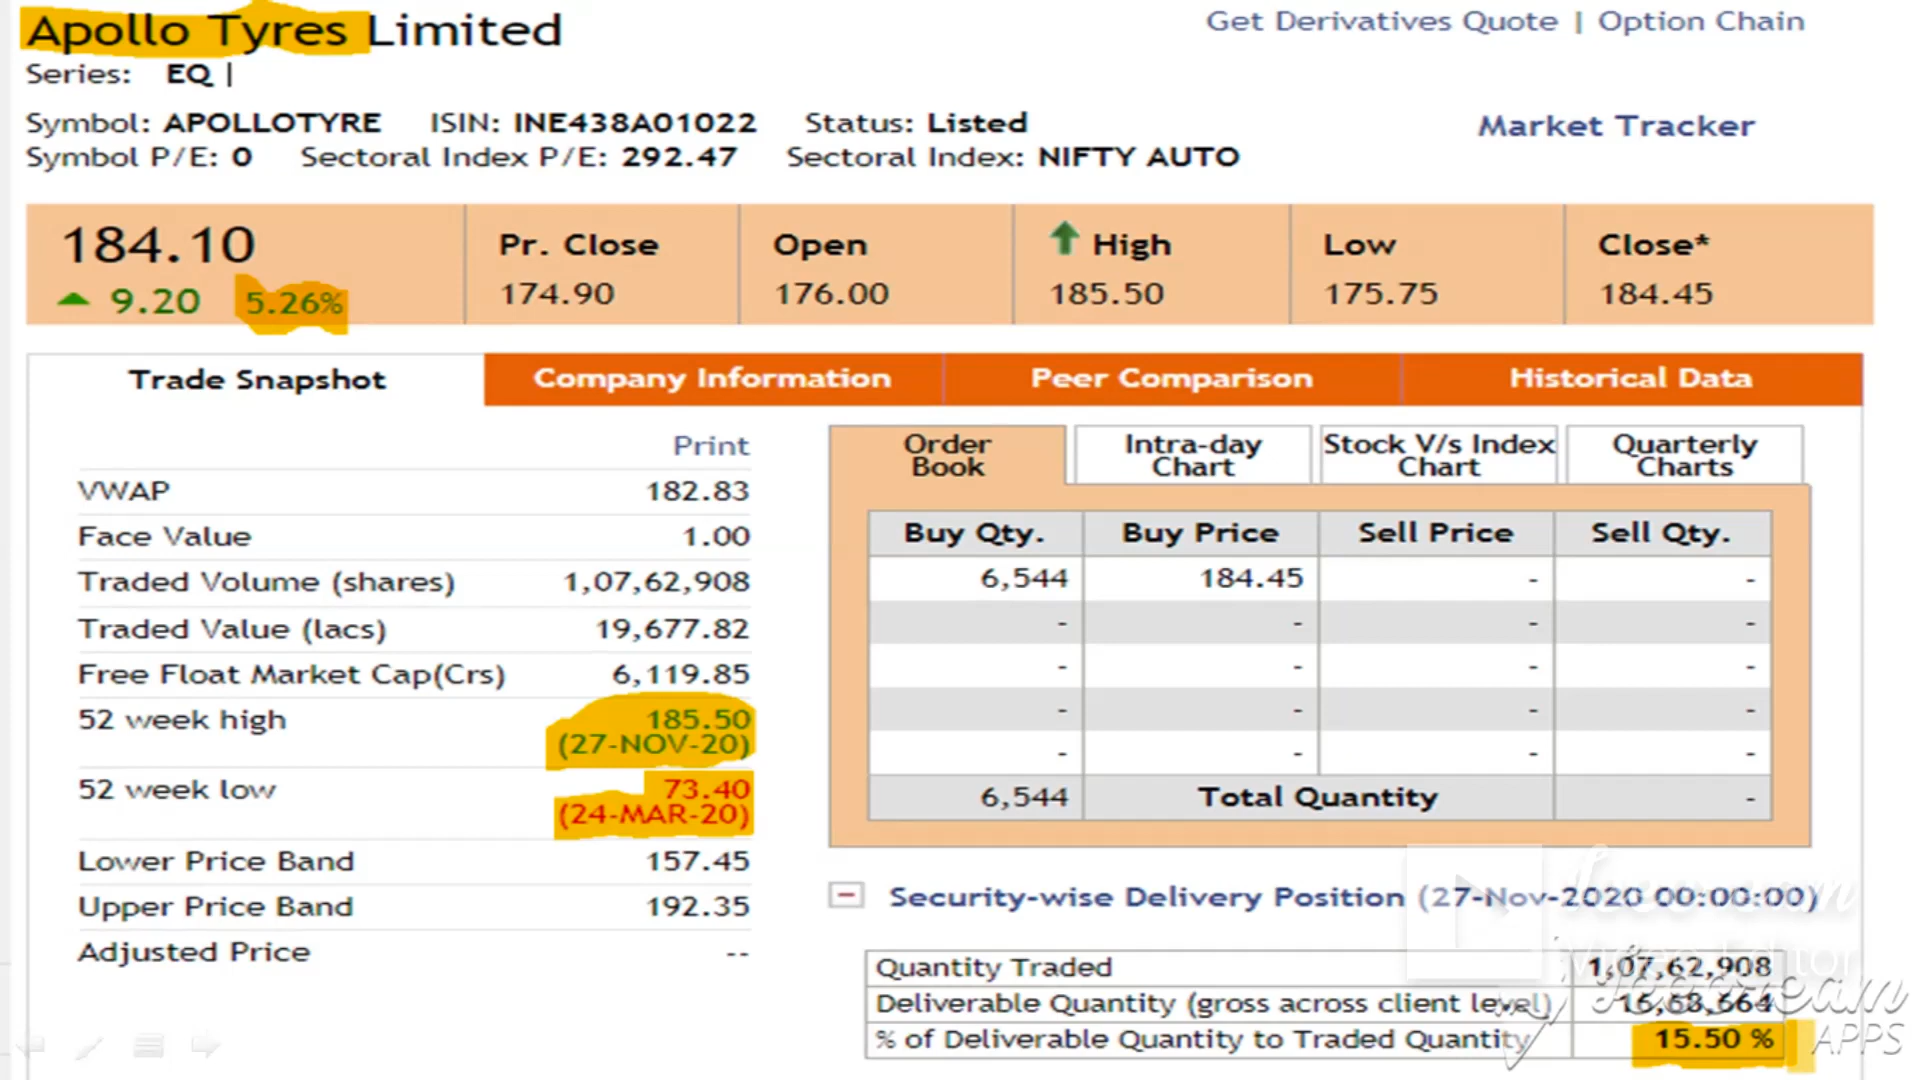 Apollo Tyres Limited
Get Derivatives Quote | Option Chain
Series: EQ |
Symbol: APOLLOTYRE ISIN: INE438A01022 Status: Listed
Market Tracker
Symbol P/E: 0 Sectoral Index P/E: 292.47 Sectoral Index: NIFTY AUTO
184.10 Pr. Close Open High Low Close*
9.20 5.26% 174.90 176.00 185.50 175.75 184.45
Trade Snapshot Company Information Peer Comparison Historical Data
Print
VWAP 182.83
Face Value 1.00
Traded Volume (shares) 1,07,62,908
Traded Value (lacs) 19,677.82
Free Float Market Cap(Crs) 6,119.85
52 week high 185.50
(27-NOV-20)
52 week low 73.40
(24-MAR-20)
Lower Price Band 157.45
Upper Price Band 192.35
Adjusted Price --
Order Book Intra-day Chart Stock V/s Index Chart Quarterly Charts
Buy Qty. Buy Price Sell Price Sell Qty.
6,544 184.45 - -
- - - -
- - - -
- - - -
- - - -
6,544 Total Quantity -
Security-wise Delivery Position (27-Nov-2020 00:00:00)
Quantity Traded 1,07,62,908
Deliverable Quantity (gross across client level) 16,68,664
% of Deliverable Quantity to Traded Quantity 15.50 %
APPS